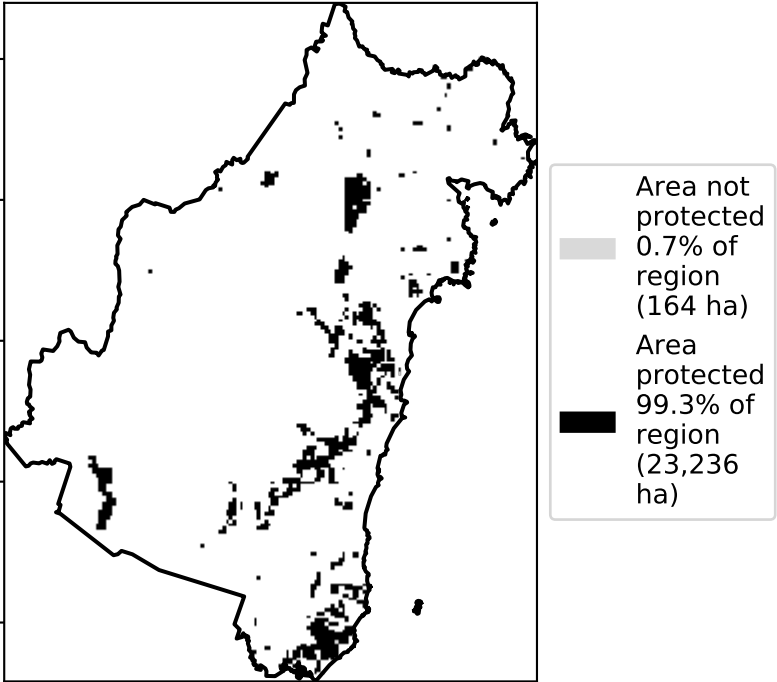 Area not
protected
0.7% of
region
(164 ha)
Area
protected
99.3% of
region
(23,236
ha)